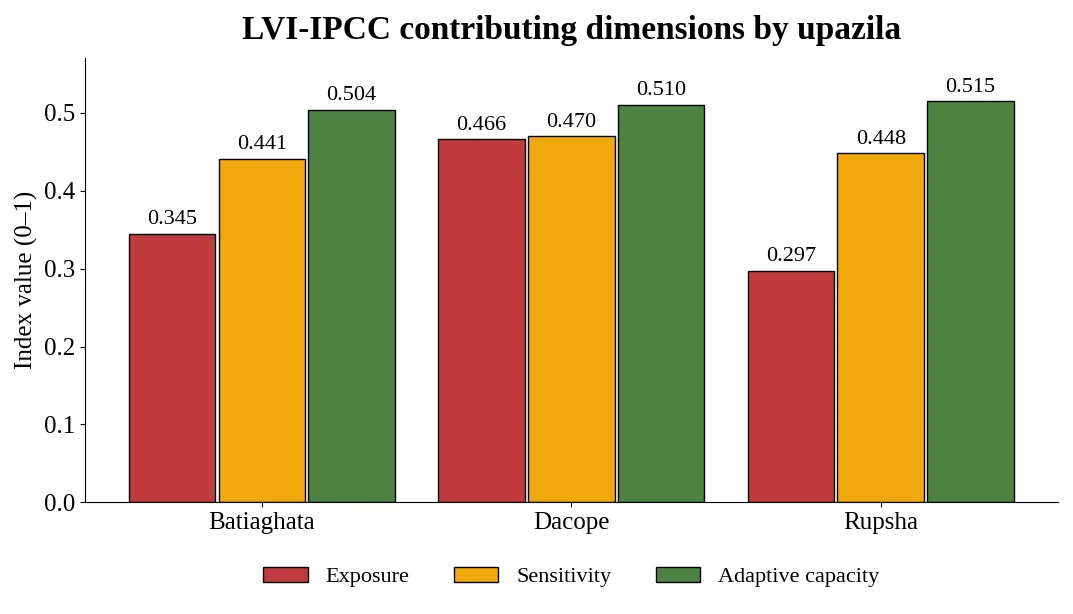 LVI-IPCC contributing dimensions by upazila
Index value (0–1)
0.5
0.4
0.3
0.2
0.1
0.0
0.345
0.441
0.504
0.466
0.470
0.510
0.297
0.448
0.515
Batiaghata
Dacope
Rupsha
Exposure
Sensitivity
Adaptive capacity